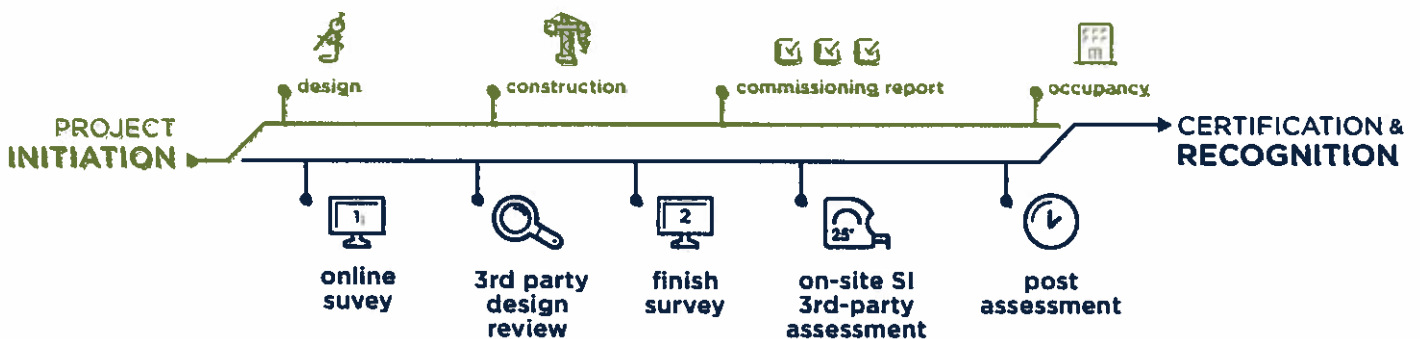 design
construction
commissioning report
occupancy
PROJECT
INITIATION
CERTIFICATION &
RECOGNITION
1
2
25'
online
suvey
3rd party
design
review
finish
survey
on-site SI
3rd-party
assessment
post
assessment